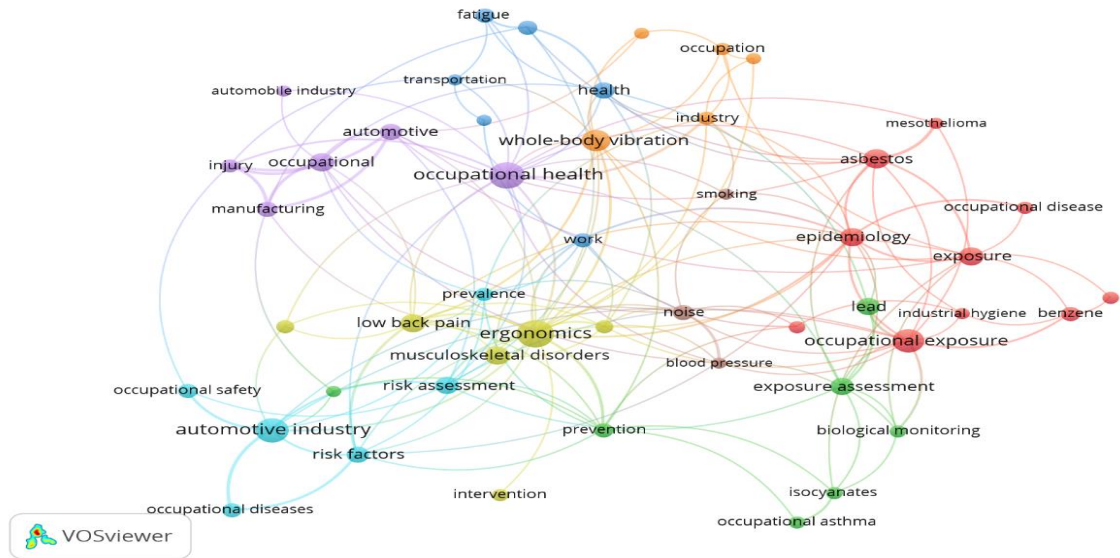 fatigue
occupation
transportation
health
automobile industry
industry
automotive
mesothelioma
whole-body vibration
asbestos
injury
occupational
occupational health
smoking
manufacturing
occupational disease
work
epidemiology
exposure
prevalence
lead
noise
industrial hygiene
benzene
low back pain
ergonomics
occupational exposure
musculoskeletal disorders
blood pressure
occupational safety
risk assessment
exposure assessment
automotive industry
prevention
biological monitoring
risk factors
intervention
isocyanates
occupational diseases
occupational asthma
VOSviewer